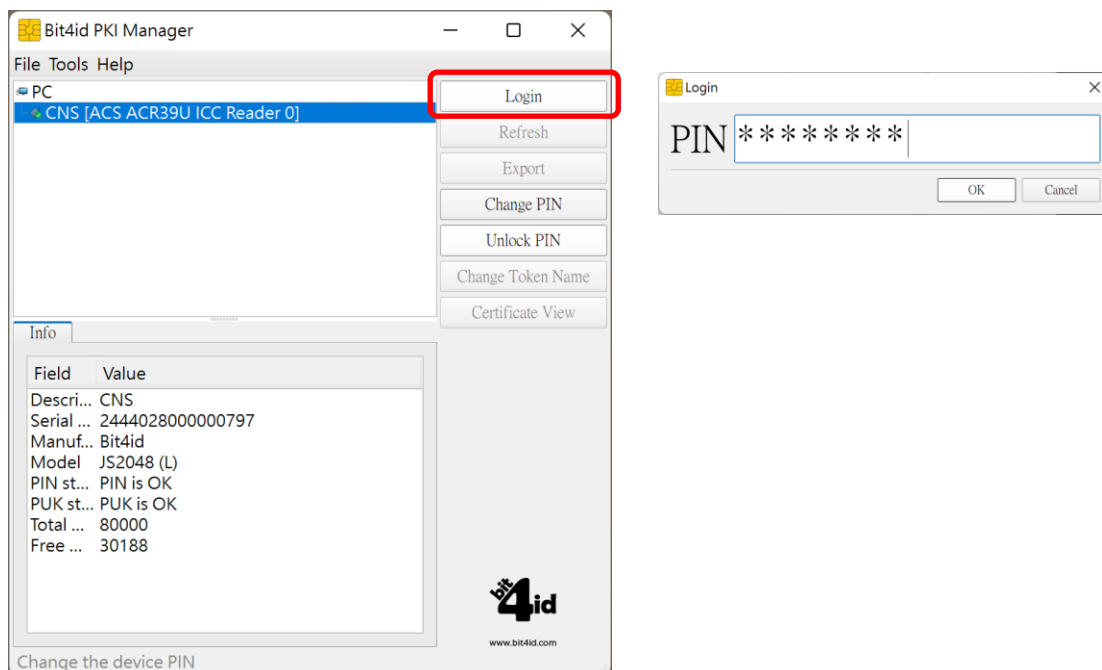 Bit4id PKI Manager
File Tools Help
PC
CNS [ACS ACR39U ICC Reader 0]
Login
Refresh
Export
Change PIN
Unlock PIN
Change Token Name
Certificate View
Info
Field Value
Descri... CNS
Serial ... 2444028000000797
Manuf... Bit4id
Model JS2048 (L)
PIN st... PIN is OK
PUK st... PUK is OK
Total ... 80000
Free ... 30188
bit4id
www.bit4id.com
Change the device PIN
Login
PIN ********
OK Cancel